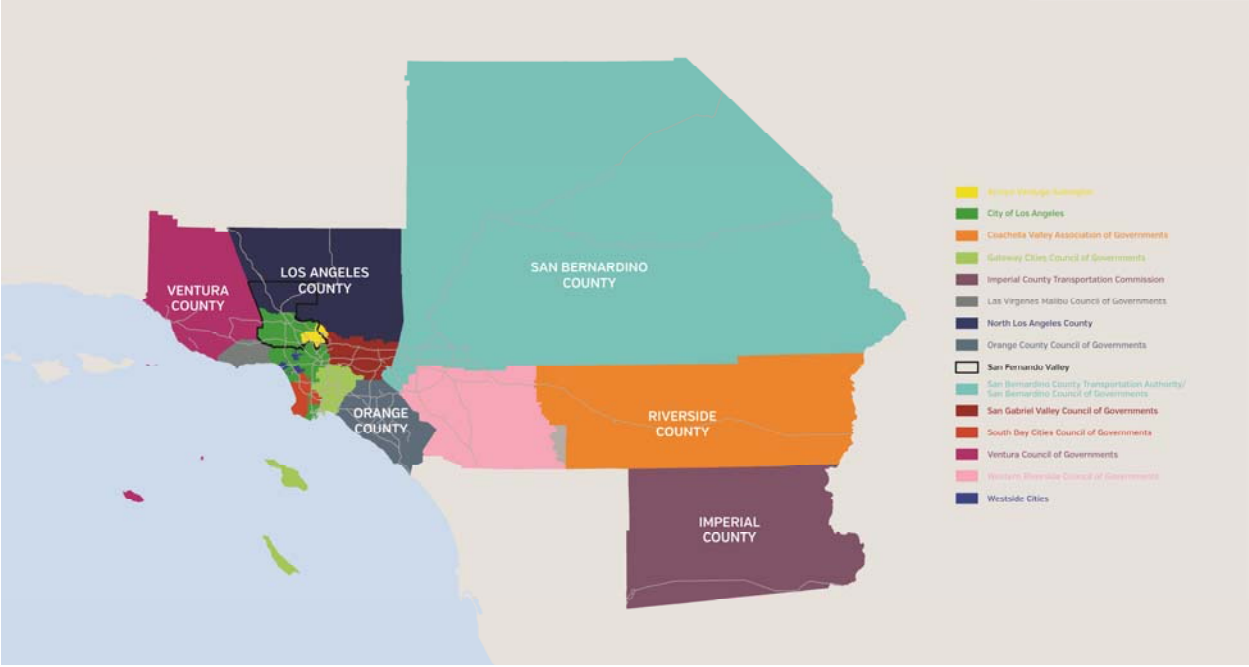 VENTURA
COUNTY
LOS ANGELES
COUNTY
SAN BERNARDINO
COUNTY
ORANGE
COUNTY
RIVERSIDE
COUNTY
IMPERIAL
COUNTY
City of Los Angeles
Coachella Valley Association of Governments
Gateway Cities Council of Governments
Imperial County Transportation Commission
Las Virgenes Malibu Council of Governments
North Los Angeles County
Orange County Council of Governments
San Fernando Valley
San Bernardino County Transportation Authority/
San Bernardino Council of Governments
San Gabriel Valley Council of Governments
South Bay Cities Council of Governments
Ventura Council of Governments
Western Riverside Council of Governments
Westside Cities